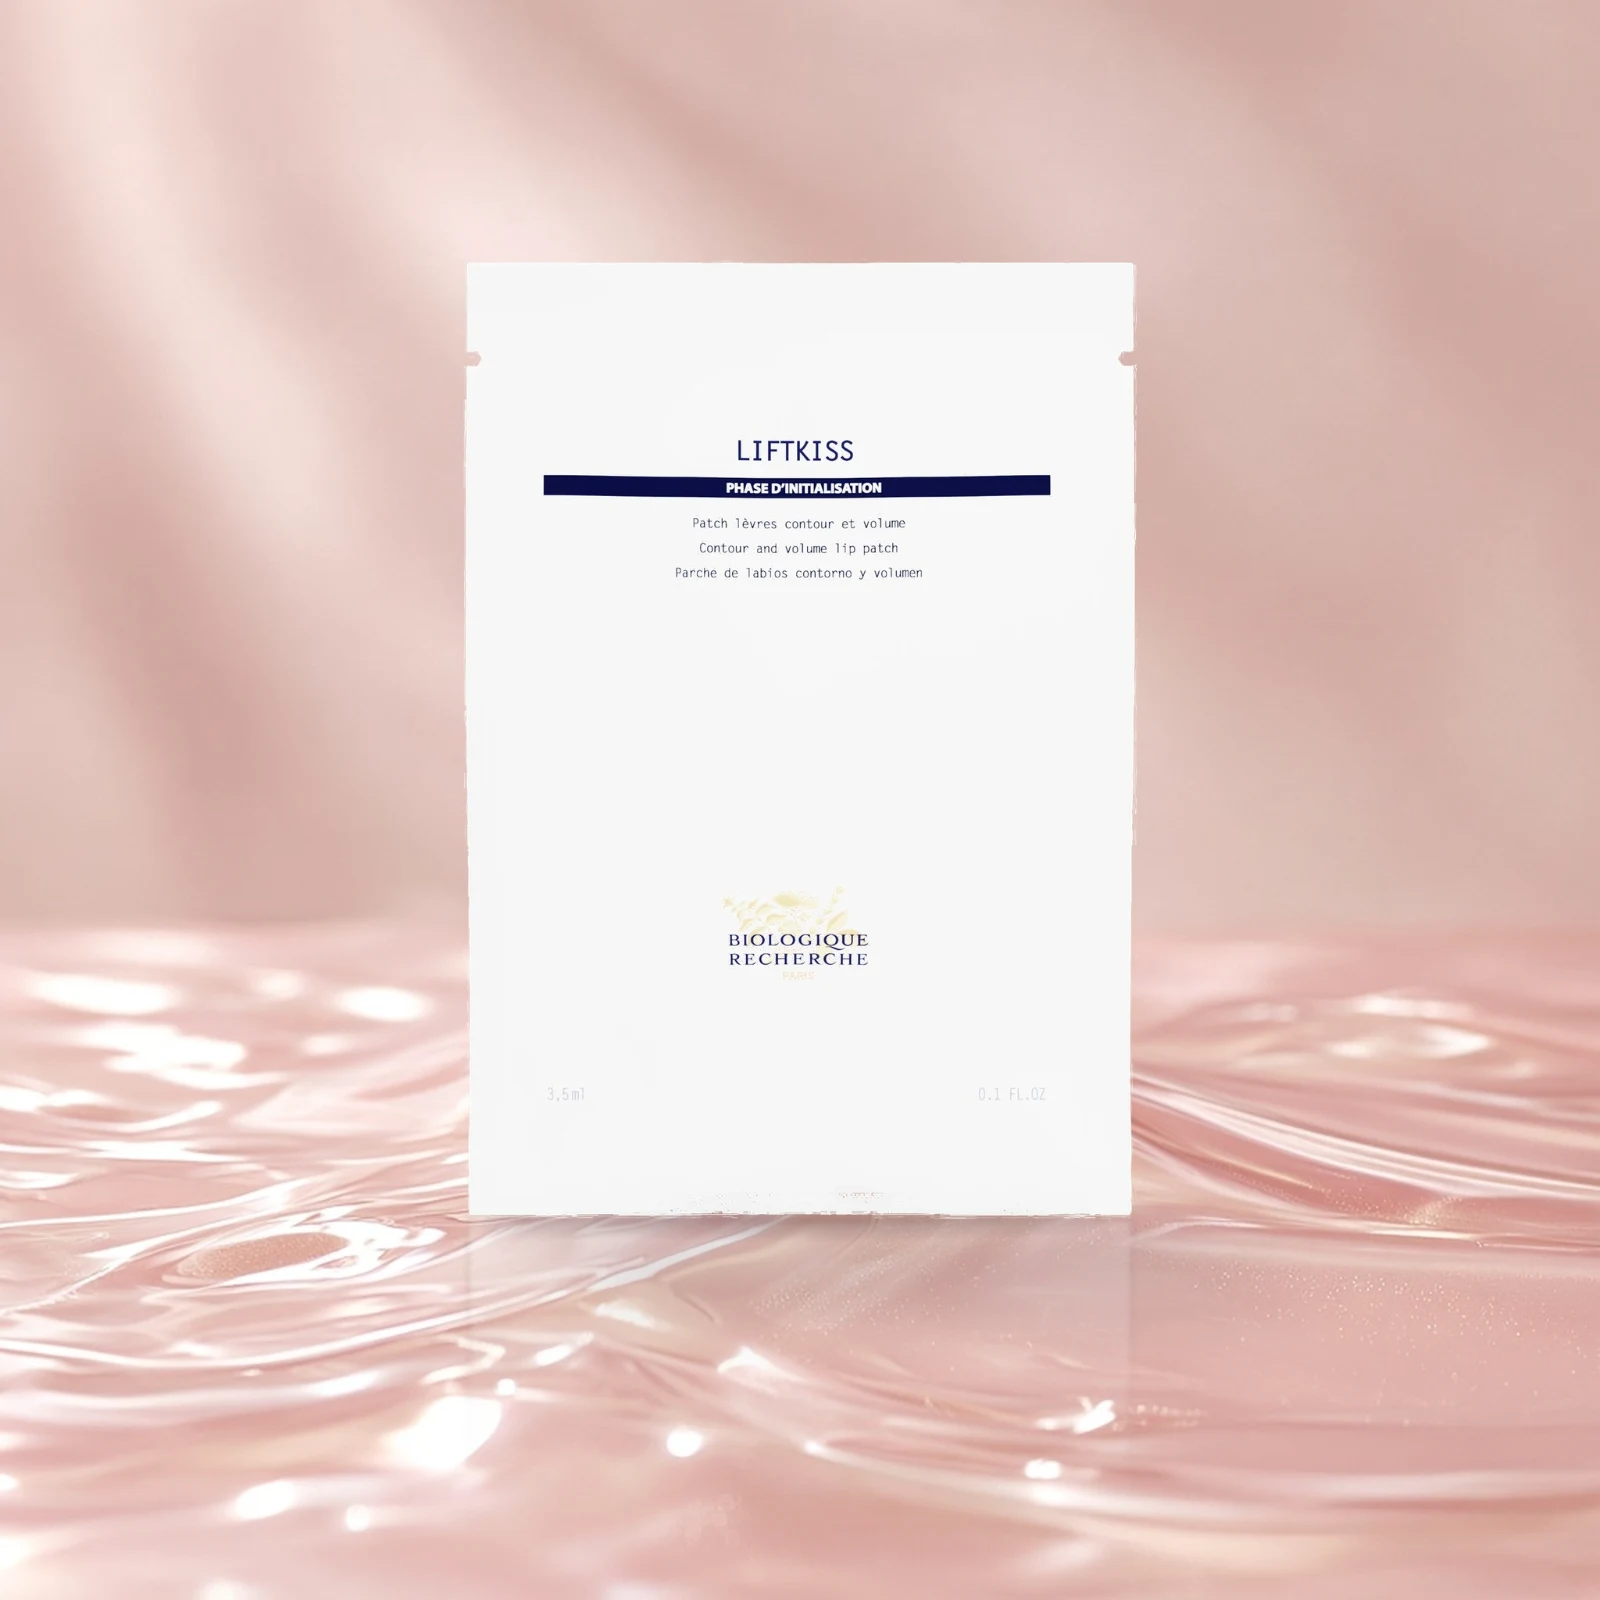 LIFTKISS
PHASE D'INITIALISATION
Patch lèvres contour et volume
Contour and volume lip patch
Parche de labios contorno y volumen
BIOLOGIQUE
RECHERCHE
PARIS
3,5ml
0.1 FL.OZ